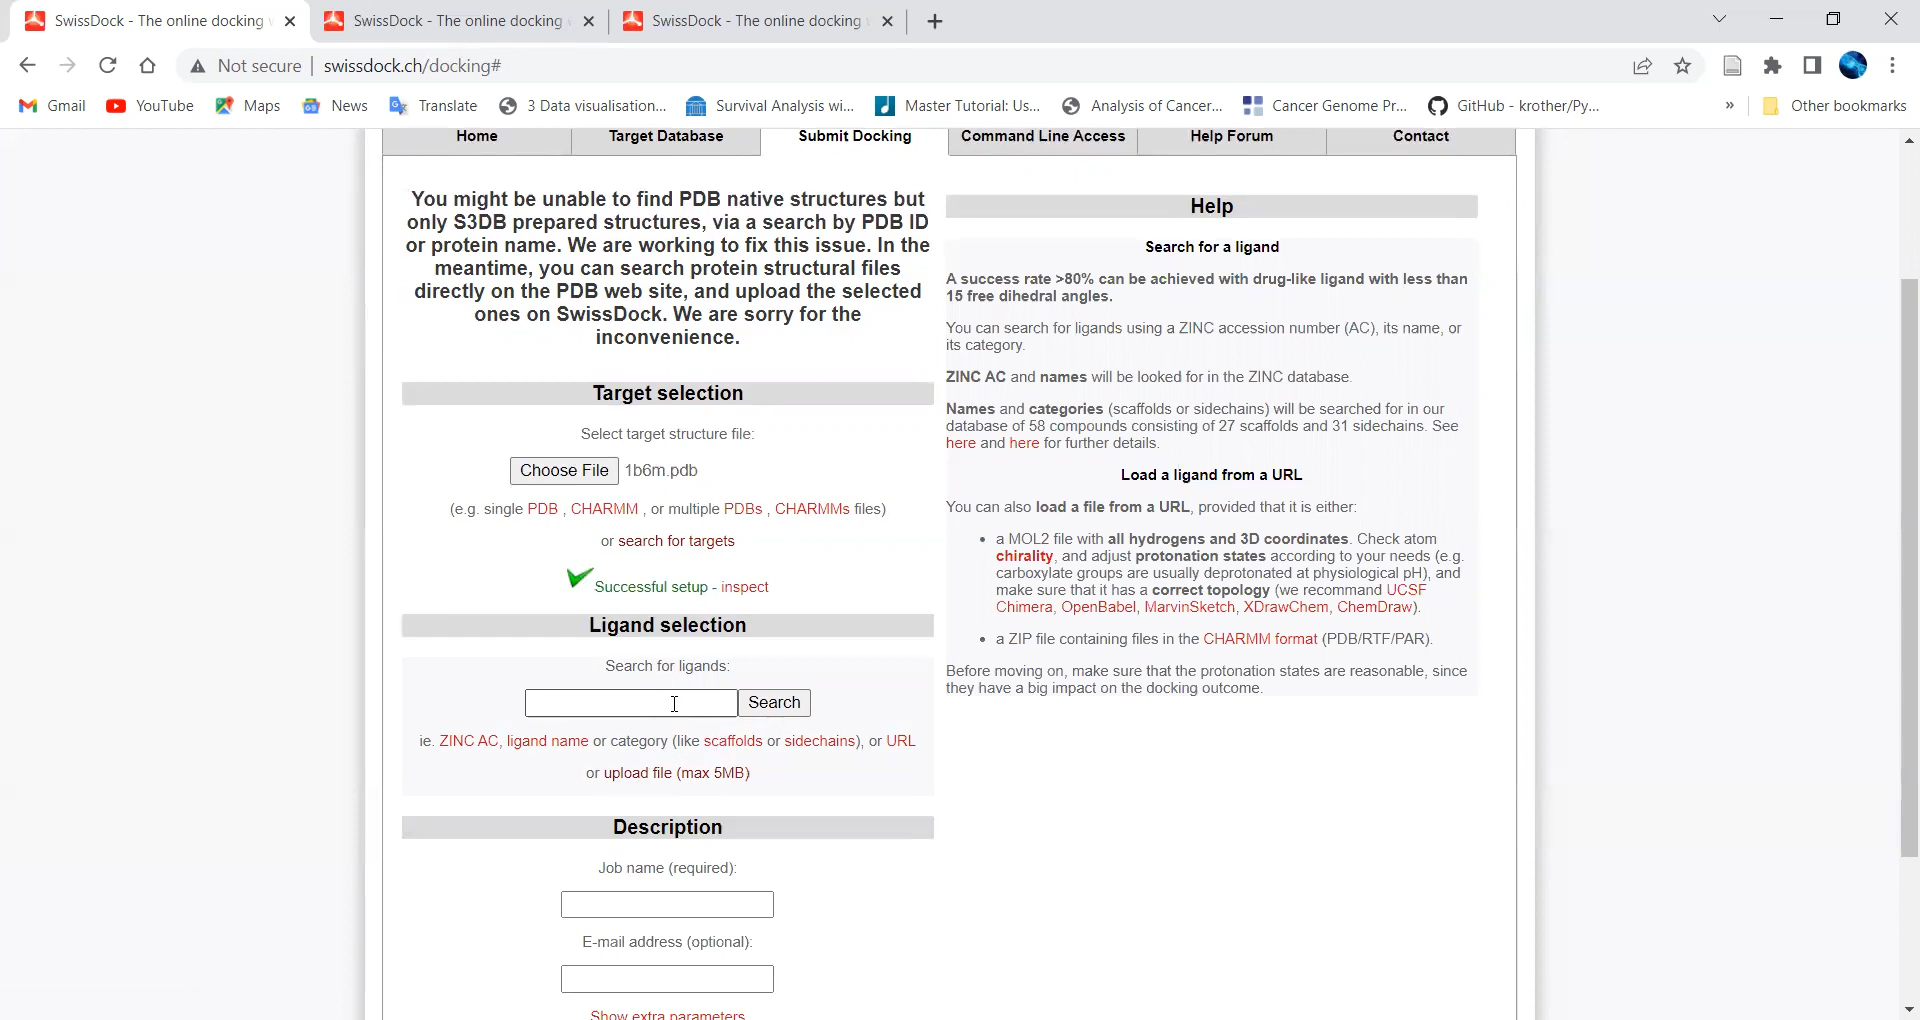 SwissDock - The online docking
SwissDock - The online docking
SwissDock - The online docking
Not secure
swissdock.ch/docking#
Gmail
YouTube
Maps
News
Translate
3 Data visualisation...
Survival Analysis wi...
Master Tutorial: Us...
Analysis of Cancer...
Cancer Genome Pr...
GitHub - krother/Py...
»
Other bookmarks
Home
Target Database
Submit Docking
Command Line Access
Help Forum
Contact
You might be unable to find PDB native structures but
only S3DB prepared structures, via a search by PDB ID
or protein name. We are working to fix this issue. In the
meantime, you can search protein structural files
directly on the PDB web site, and upload the selected
ones on SwissDock. We are sorry for the
inconvenience.
Target selection
Select target structure file:
Choose File 1b6m.pdb
(e.g. single PDB , CHARMM , or multiple PDBs , CHARMMs files)
or search for targets
Successful setup - inspect
Ligand selection
Search for ligands:
Search
ie. ZINC AC, ligand name or category (like scaffolds or sidechains), or URL
or upload file (max 5MB)
Description
Job name (required):
E-mail address (optional):
Show extra parameters
Help
Search for a ligand
A success rate >80% can be achieved with drug-like ligand with less than
15 free dihedral angles.
You can search for ligands using a ZINC accession number (AC), its name, or
its category.
ZINC AC and names will be looked for in the ZINC database.
Names and categories (scaffolds or sidechains) will be searched for in our
database of 58 compounds consisting of 27 scaffolds and 31 sidechains. See
here and here for further details.
Load a ligand from a URL
You can also load a file from a URL, provided that it is either:
• a MOL2 file with all hydrogens and 3D coordinates. Check atom
chirality, and adjust protonation states according to your needs (e.g.
carboxylate groups are usually deprotonated at physiological pH), and
make sure that it has a correct topology (we recommand UCSF
Chimera, OpenBabel, MarvinSketch, XDrawChem, ChemDraw).
• a ZIP file containing files in the CHARMM format (PDB/RTF/PAR).
Before moving on, make sure that the protonation states are reasonable, since
they have a big impact on the docking outcome.